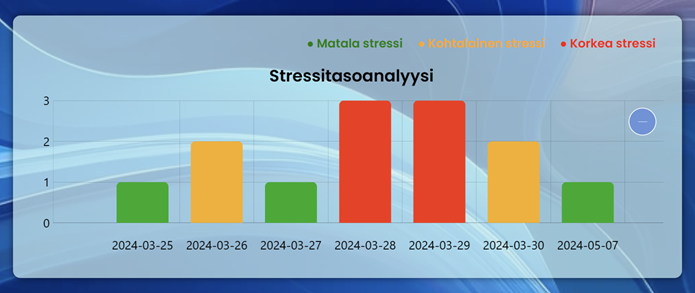 ● Matala stressi ● Kohtalainen stressi ● Korkea stressi
Stressitasoanalyysi
3
2
1
0
2024-03-25 2024-03-26 2024-03-27 2024-03-28 2024-03-29 2024-03-30 2024-05-07